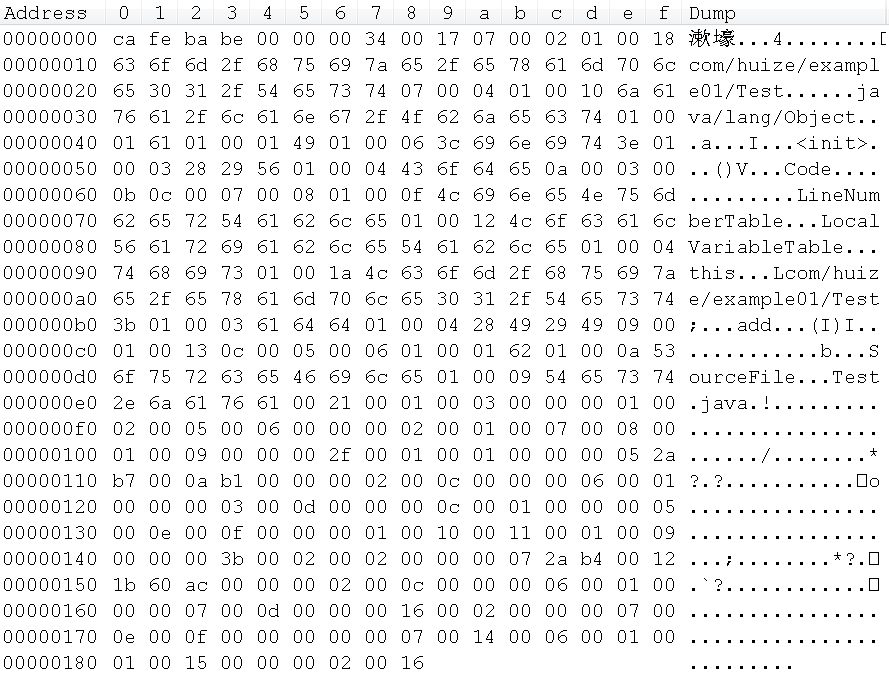 Address 0 1 2 3 4 5 6 7 8 9 a b c d e f Dump
00000000 ca fe ba be 00 00 00 34 00 17 07 00 02 01 00 18 漱壕...4........□
00000010 63 6f 6d 2f 68 75 69 7a 65 2f 65 78 61 6d 70 6c com/huize/exampl
00000020 65 30 31 2f 54 65 73 74 07 00 04 01 00 10 6a 61 e01/Test......ja
00000030 76 61 2f 6c 61 6e 67 2f 4f 62 6a 65 63 74 01 00 va/lang/Object..
00000040 01 61 01 00 01 49 01 00 06 3c 69 6e 69 74 3e 01 .a...I...<init>.
00000050 00 03 28 29 56 01 00 04 43 6f 64 65 0a 00 03 00 ..()V...Code....
00000060 0b 0c 00 07 00 08 01 00 0f 4c 69 6e 65 4e 75 6d .........LineNum
00000070 62 65 72 54 61 62 6c 65 01 00 12 4c 6f 63 61 6c berTable...Local
00000080 56 61 72 69 61 62 6c 65 54 61 62 6c 65 01 00 04 VariableTable...
00000090 74 68 69 73 01 00 1a 4c 63 6f 6d 2f 68 75 69 7a this...Lcom/huiz
000000a0 65 2f 65 78 61 6d 70 6c 65 30 31 2f 54 65 73 74 e/example01/Test
000000b0 3b 01 00 03 61 64 64 01 00 04 28 49 29 49 09 00 ;...add...(I)I..
000000c0 01 00 13 0c 00 05 00 06 01 00 01 62 01 00 0a 53 ...........b...S
000000d0 6f 75 72 63 65 46 69 6c 65 01 00 09 54 65 73 74 ourceFile...Test
000000e0 2e 6a 61 76 61 00 21 00 01 00 03 00 00 00 01 00 .java.!.........
000000f0 02 00 05 00 06 00 00 00 02 00 01 00 07 00 08 00 ................
00000100 01 00 09 00 00 00 2f 00 01 00 01 00 00 00 05 2a ....../........*
00000110 b7 00 0a b1 00 00 00 02 00 0c 00 00 00 06 00 01 ?.?...........□o
00000120 00 00 00 03 00 0d 00 00 00 0c 00 01 00 00 00 05 ................
00000130 00 0e 00 0f 00 00 00 01 00 10 00 11 00 01 00 09 ................
00000140 00 00 00 3b 00 02 00 02 00 00 00 07 2a b4 00 12 ...;........*?.□
00000150 1b 60 ac 00 00 00 02 00 0c 00 00 00 06 00 01 00 .`?............□
00000160 00 00 07 00 0d 00 00 00 16 00 02 00 00 00 07 00 ................
00000170 0e 00 0f 00 00 00 00 00 07 00 14 00 06 00 01 00 ................
00000180 01 00 15 00 00 00 02 00 16 .........